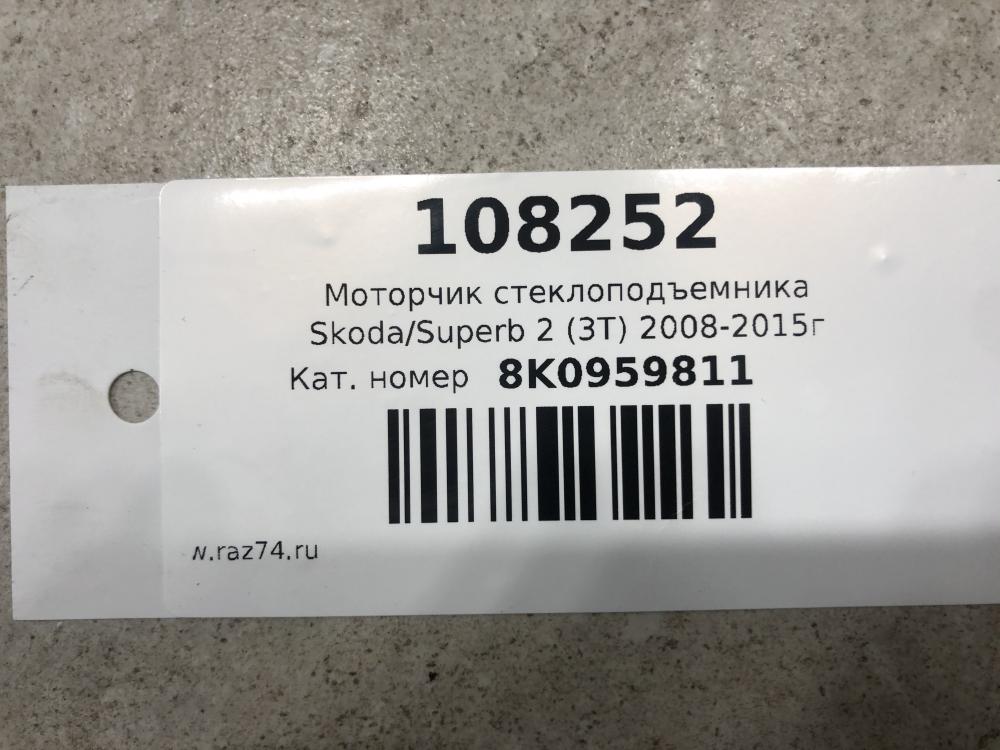 108252
Моторчик стеклоподъемника
Skoda/Superb 2 (3T) 2008-2015г
Кат. номер 8K0959811
w.raz74.ru